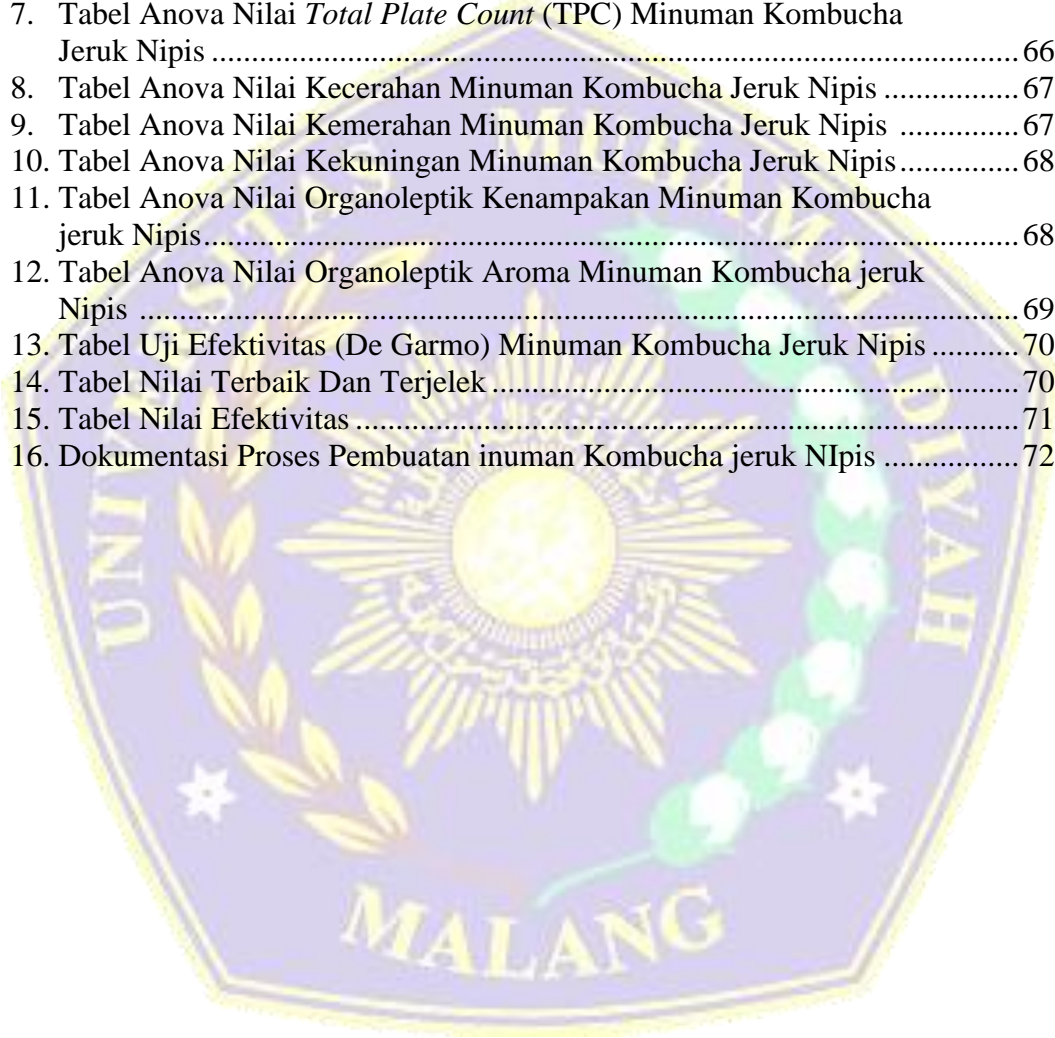 7. Tabel Anova Nilai Total Plate Count (TPC) Minuman Kombucha
Jeruk Nipis ........................................................................................ 66
8. Tabel Anova Nilai Kecerahan Minuman Kombucha Jeruk Nipis ............... 67
9. Tabel Anova Nilai Kemerahan Minuman Kombucha Jeruk Nipis ............. 67
10. Tabel Anova Nilai Kekuningan Minuman Kombucha Jeruk Nipis ............. 68
11. Tabel Anova Nilai Organoleptik Kenampakan Minuman Kombucha
jeruk Nipis ......................................................................................... 68
12. Tabel Anova Nilai Organoleptik Aroma Minuman Kombucha jeruk
Nipis ................................................................................................ 69
13. Tabel Uji Efektivitas (De Garmo) Minuman Kombucha Jeruk Nipis .......... 70
14. Tabel Nilai Terbaik Dan Terjelek .......................................................... 70
15. Tabel Nilai Efektivitas ......................................................................... 71
16. Dokumentasi Proses Pembuatan inuman Kombucha jeruk NIpis ................ 72
UNIVERSITAS MUHAMMADIYAH
MALANG